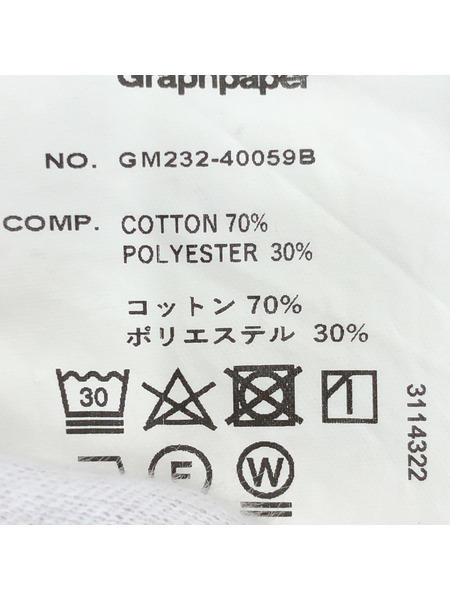 Graphpaper
NO. GM232-40059B
COMP. COTTON 70%
POLYESTER 30%
コットン 70%
ポリエステル 30%
30
F
W
3114322